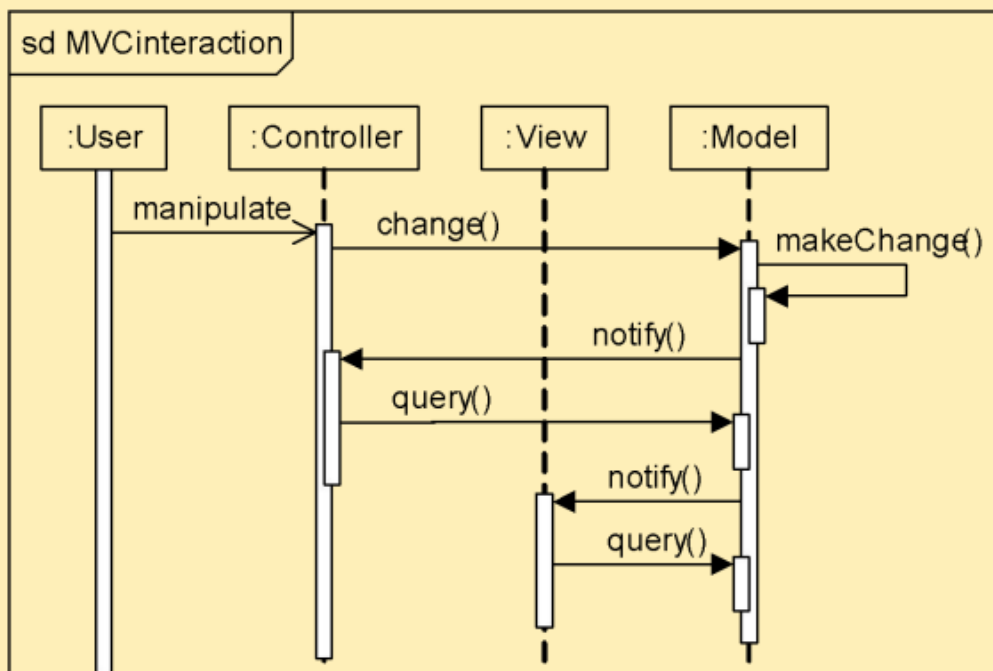 sd MVCinteraction
:User
:Controller
:View
:Model
manipulate
change()
makeChange()
notify()
query()
notify()
query()